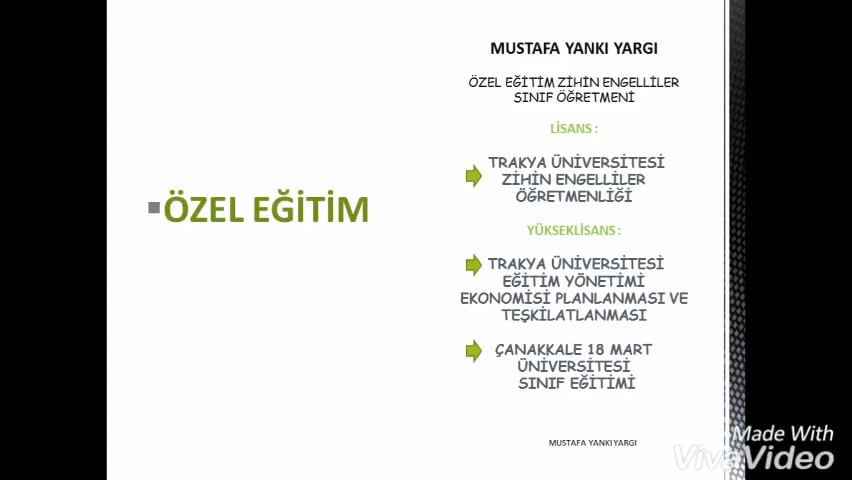 ÖZEL EĞİTİM
MUSTAFA YANKI YARGI
ÖZEL EĞİTİM ZİHİN ENGELLİLER
SINIF ÖĞRETMENİ
LİSANS :
TRAKYA ÜNİVERSİTESİ
ZİHİN ENGELLİLER
ÖĞRETMENLİĞİ
YÜKSEKLİSANS :
TRAKYA ÜNİVERSİTESİ
EĞİTİM YÖNETİMİ
EKONOMİSİ PLANLANMASI VE
TEŞKİLATLANMASI
ÇANAKKALE 18 MART
ÜNİVERSİTESİ
SINIF EĞİTİMİ
MUSTAFA YANKI YARGI
Made With
VivaVideo